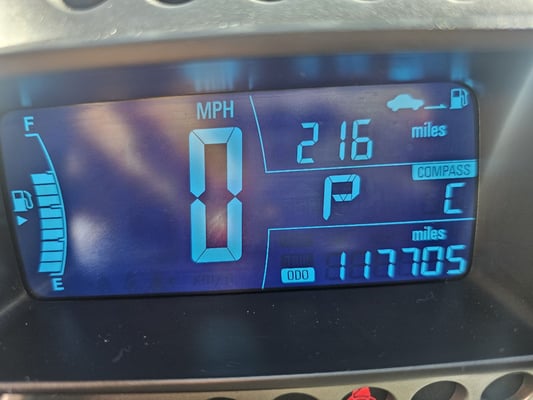 F
MPH
216
miles
COMPASS
0
P
C
miles
E
ODO
117705